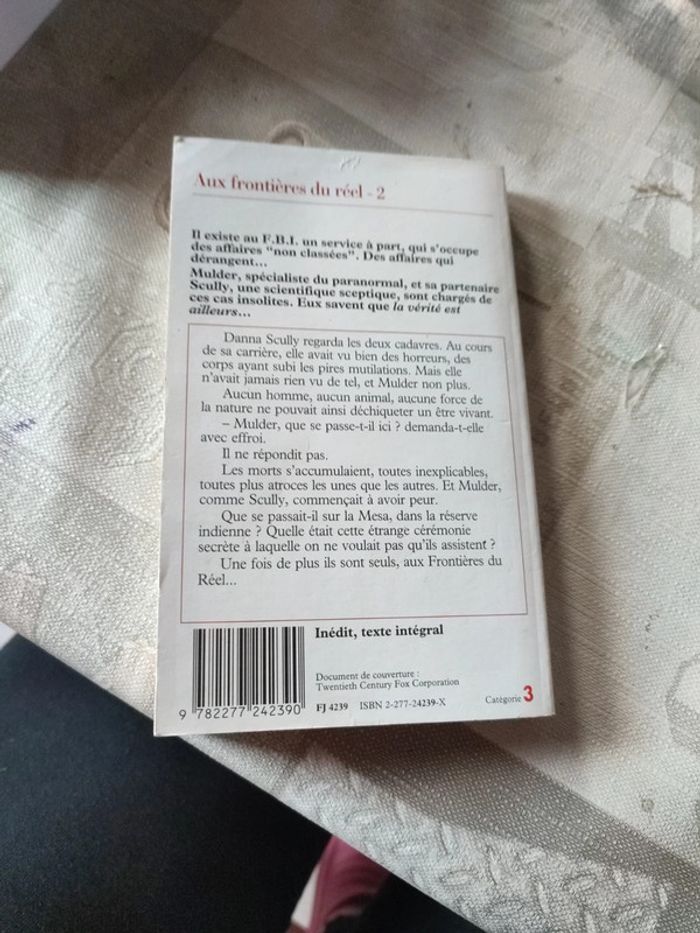 Aux frontières du réel - 2
Il existe au F.B.I. un service à part, qui s'occupe
des affaires "non classées". Des affaires qui
dérangent...
Mulder, spécialiste du paranormal, et sa partenaire
Scully, une scientifique sceptique, sont chargés de
ces cas insolites. Eux savent que la vérité est
ailleurs...
Danna Scully regarda les deux cadavres. Au cours
de sa carrière, elle avait vu bien des horreurs, des
corps ayant subi les pires mutilations. Mais elle
n'avait jamais rien vu de tel, et Mulder non plus.
Aucun homme, aucun animal, aucune force de
la nature ne pouvait ainsi déchiqueter un être vivant.
– Mulder, que se passe-t-il ici ? demanda-t-elle
avec effroi.
Il ne répondit pas.
Les morts s'accumulaient, toutes inexplicables,
toutes plus atroces les unes que les autres. Et Mulder,
comme Scully, commençait à avoir peur.
Que se passait-il sur la Mesa, dans la réserve
indienne ? Quelle était cette étrange cérémonie
secrète à laquelle on ne voulait pas qu'ils assistent ?
Une fois de plus ils sont seuls, aux Frontières du
Réel...
Inédit, texte intégral
Document de couverture :
Twentieth Century Fox Corporation
FJ 4239 ISBN 2-277-24239-X
Catégorie 3
9 782277 242390